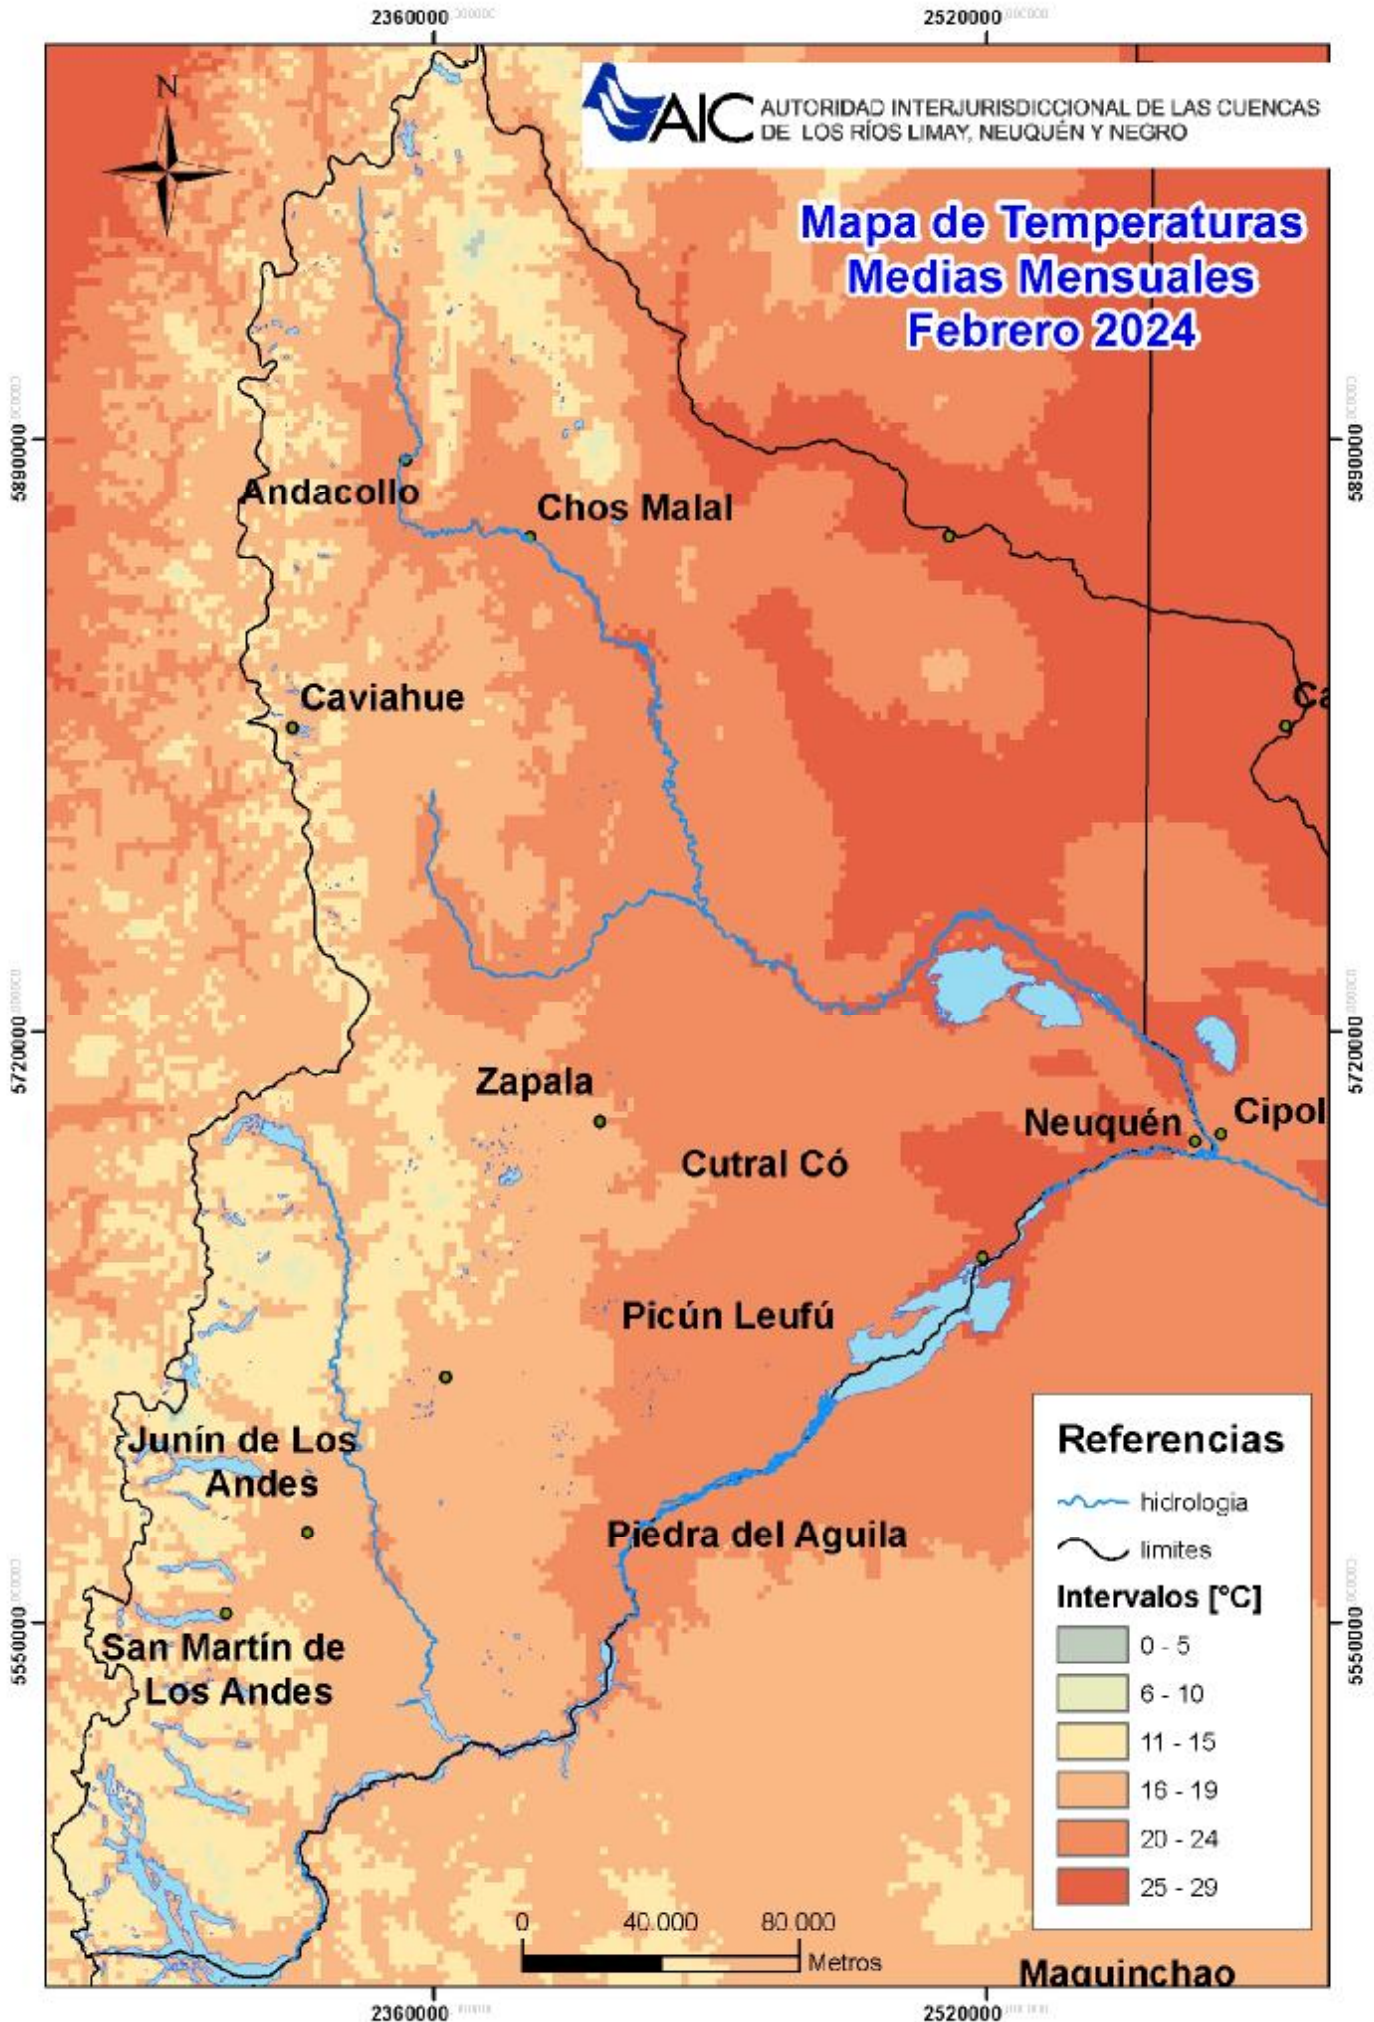 2360000
2520000
N
AIC
AUTORIDAD INTERJURISDICCIONAL DE LAS CUENCAS
DE LOS RÍOS LIMAY, NEUQUÉN Y NEGRO
Mapa de Temperaturas
Medias Mensuales
Febrero 2024
5890000
5890000
Andacollo
Chos Malal
Caviahue
Ca
5720000
5720000
Zapala
Neuquén
Cipol
Cutral Có
Picún Leufú
Junín de Los
Andes
Piedra del Aguila
San Martín de
Los Andes
5550000
5550000
Referencias
hidrologia
limites
Intervalos [°C]
0 - 5
6 - 10
11 - 15
16 - 19
20 - 24
25 - 29
0 40.000 80.000
Metros
Maquinchao
2360000
2520000